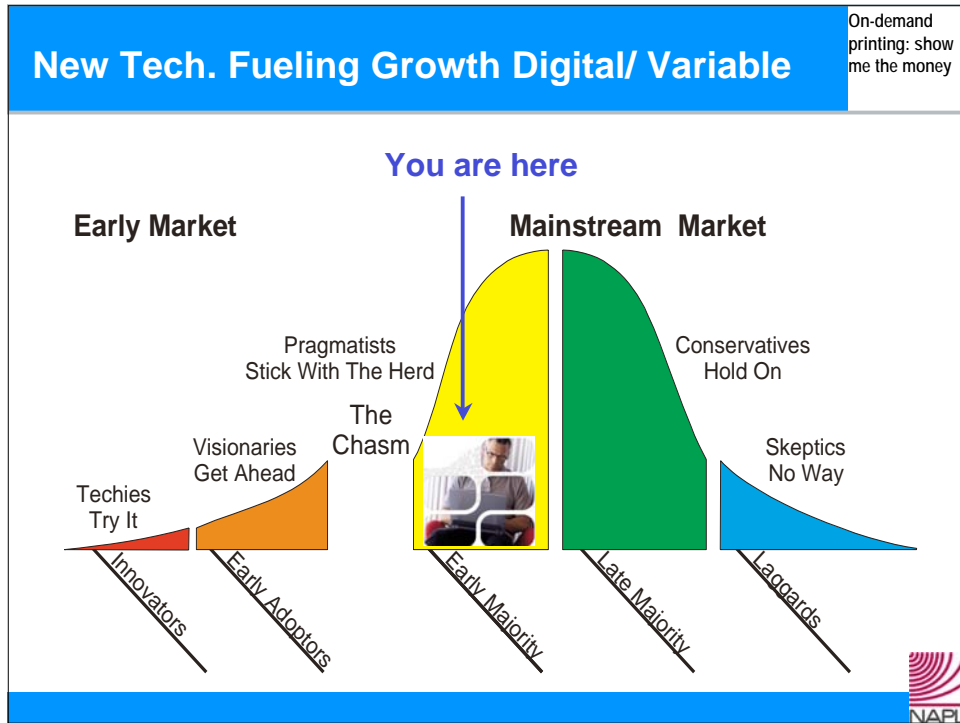 New Tech. Fueling Growth Digital/ Variable
On-demand
printing: show
me the money
You are here
Early Market
Mainstream Market
Pragmatists
Stick With The Herd
Conservatives
Hold On
The
Chasm
Visionaries
Get Ahead
Skeptics
No Way
Techies
Try It
Innovators
Early Adoptors
Early Majority
Late Majority
Laggards
NAPL